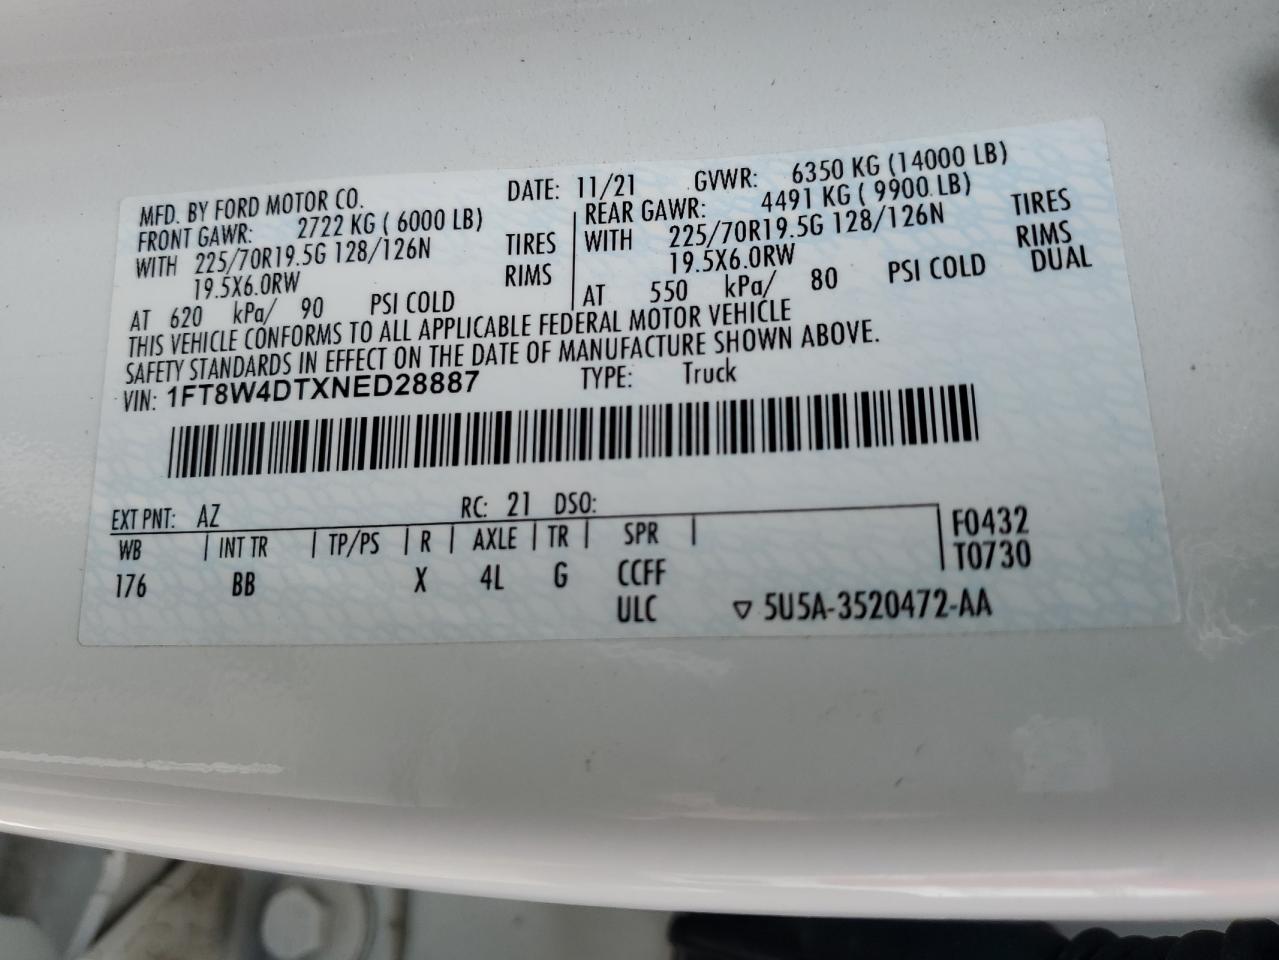 MFD. BY FORD MOTOR CO. DATE: 11/21 GVWR: 6350 KG (14000 LB)
FRONT GAWR: 2722 KG ( 6000 LB) REAR GAWR: 4491 KG ( 9900 LB)
WITH 225/70R19.5G 128/126N TIRES WITH 225/70R19.5G 128/126N TIRES
19.5X6.0RW RIMS 19.5X6.0RW RIMS
AT 620 kPa/ 90 PSI COLD AT 550 kPa/ 80 PSI COLD DUAL
THIS VEHICLE CONFORMS TO ALL APPLICABLE FEDERAL MOTOR VEHICLE
SAFETY STANDARDS IN EFFECT ON THE DATE OF MANUFACTURE SHOWN ABOVE.
VIN: 1FT8W4DTXNED28887 TYPE: Truck
EXT PNT: AZ RC: 21 DSO:
WB | INT TR | TP/PS | R | AXLE | TR | SPR | F0432
176 BB X 4L G CCFF T0730
ULC ▽ 5U5A-3520472-AA